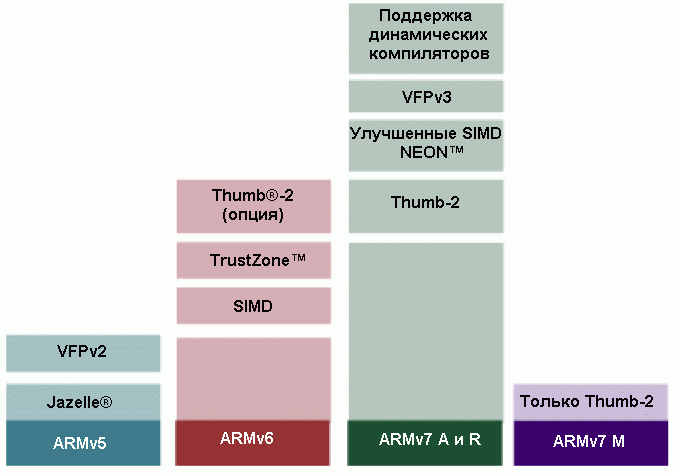 Поддержка
динамических
компиляторов
VFPv3
Улучшенные SIMD
NEON™
Thumb®-2
(опция)
Thumb-2
TrustZone™
SIMD
VFPv2
Jazelle®
Только Thumb-2
ARMv5
ARMv6
ARMv7 A и R
ARMv7 M